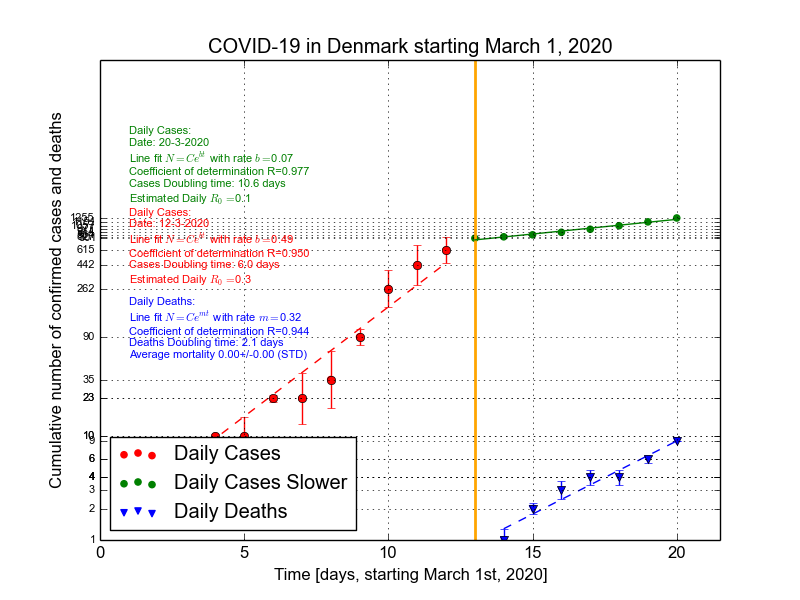 COVID-19 in Denmark starting March 1, 2020
Cumulative number of confirmed cases and deaths
Daily Cases:
Date: 20-3-2020
Line fit N = Ce^{bt} with rate b = 0.07
Coefficient of determination R=0.977
Cases Doubling time: 10.6 days
Estimated Daily R_0 = 0.1
Daily Cases:
Date: 12-3-2020
Line fit N = Ce^{bt} with rate b = 0.49
Coefficient of determination R=0.950
Cases Doubling time: 6.0 days
Estimated Daily R_0 = 0.3
Daily Deaths:
Line fit N = Ce^{mt} with rate m = 0.32
Coefficient of determination R=0.944
Deaths Doubling time: 2.1 days
Average mortality 0.00+/-0.00 (STD)
1255
615
442
262
90
35
23
10
9
6
4
3
2
1
Daily Cases
Daily Cases Slower
Daily Deaths
0 5 10 15 20
Time [days, starting March 1st, 2020]